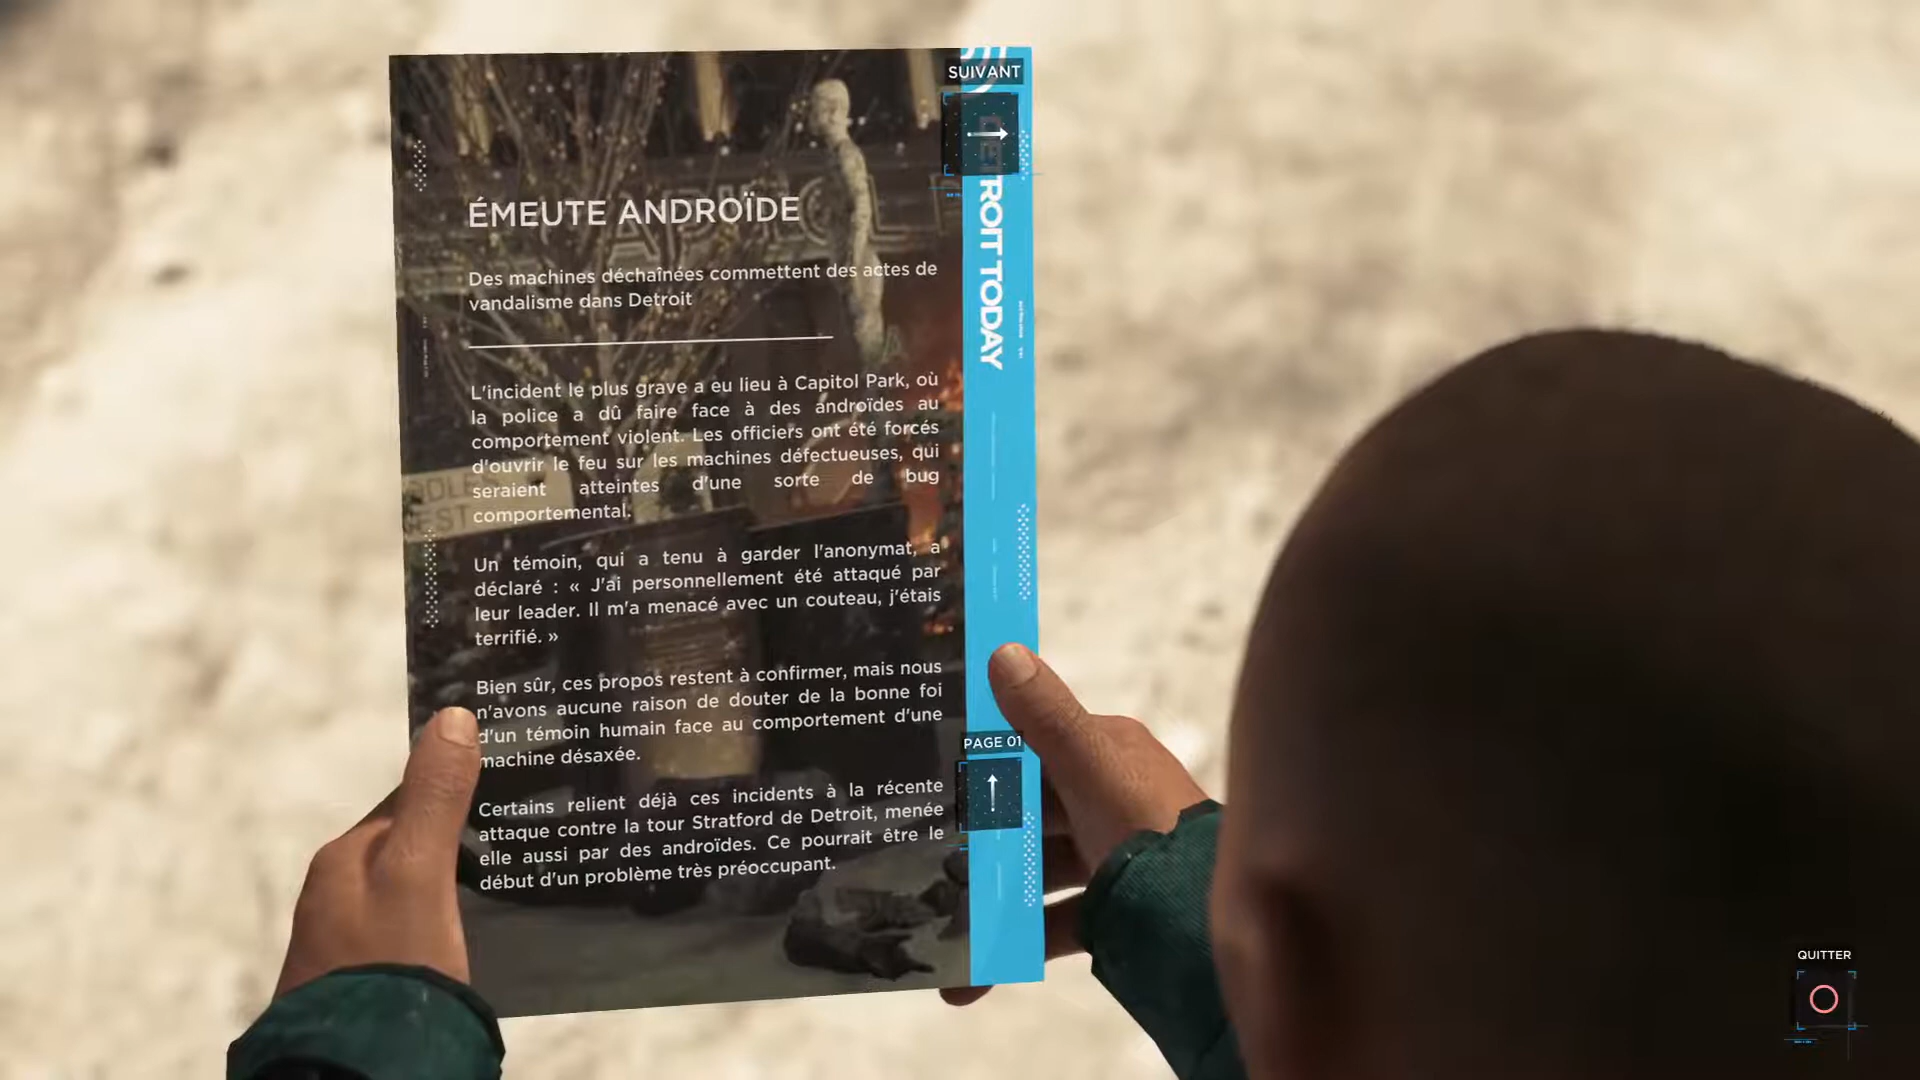 SUIVANT
DETROIT TODAY
ÉMEUTE ANDROÏDE
Des machines déchaînées commettent des actes de
vandalisme dans Detroit
L'incident le plus grave a eu lieu à Capitol Park, où
la police a dû faire face à des androïdes au
comportement violent. Les officiers ont été forcés
d'ouvrir le feu sur les machines défectueuses, qui
seraient atteintes d'une sorte de bug
comportemental.
Un témoin, qui a tenu à garder l'anonymat, a
déclaré : « J'ai personnellement été attaqué par
leur leader. Il m'a menacé avec un couteau, j'étais
terrifié. »
Bien sûr, ces propos restent à confirmer, mais nous
n'avons aucune raison de douter de la bonne foi
d'un témoin humain face au comportement d'une
machine désaxée.
Certains relient déjà ces incidents à la récente
attaque contre la tour Stratford de Detroit, menée
elle aussi par des androïdes. Ce pourrait être le
début d'un problème très préoccupant.
PAGE 01
QUITTER